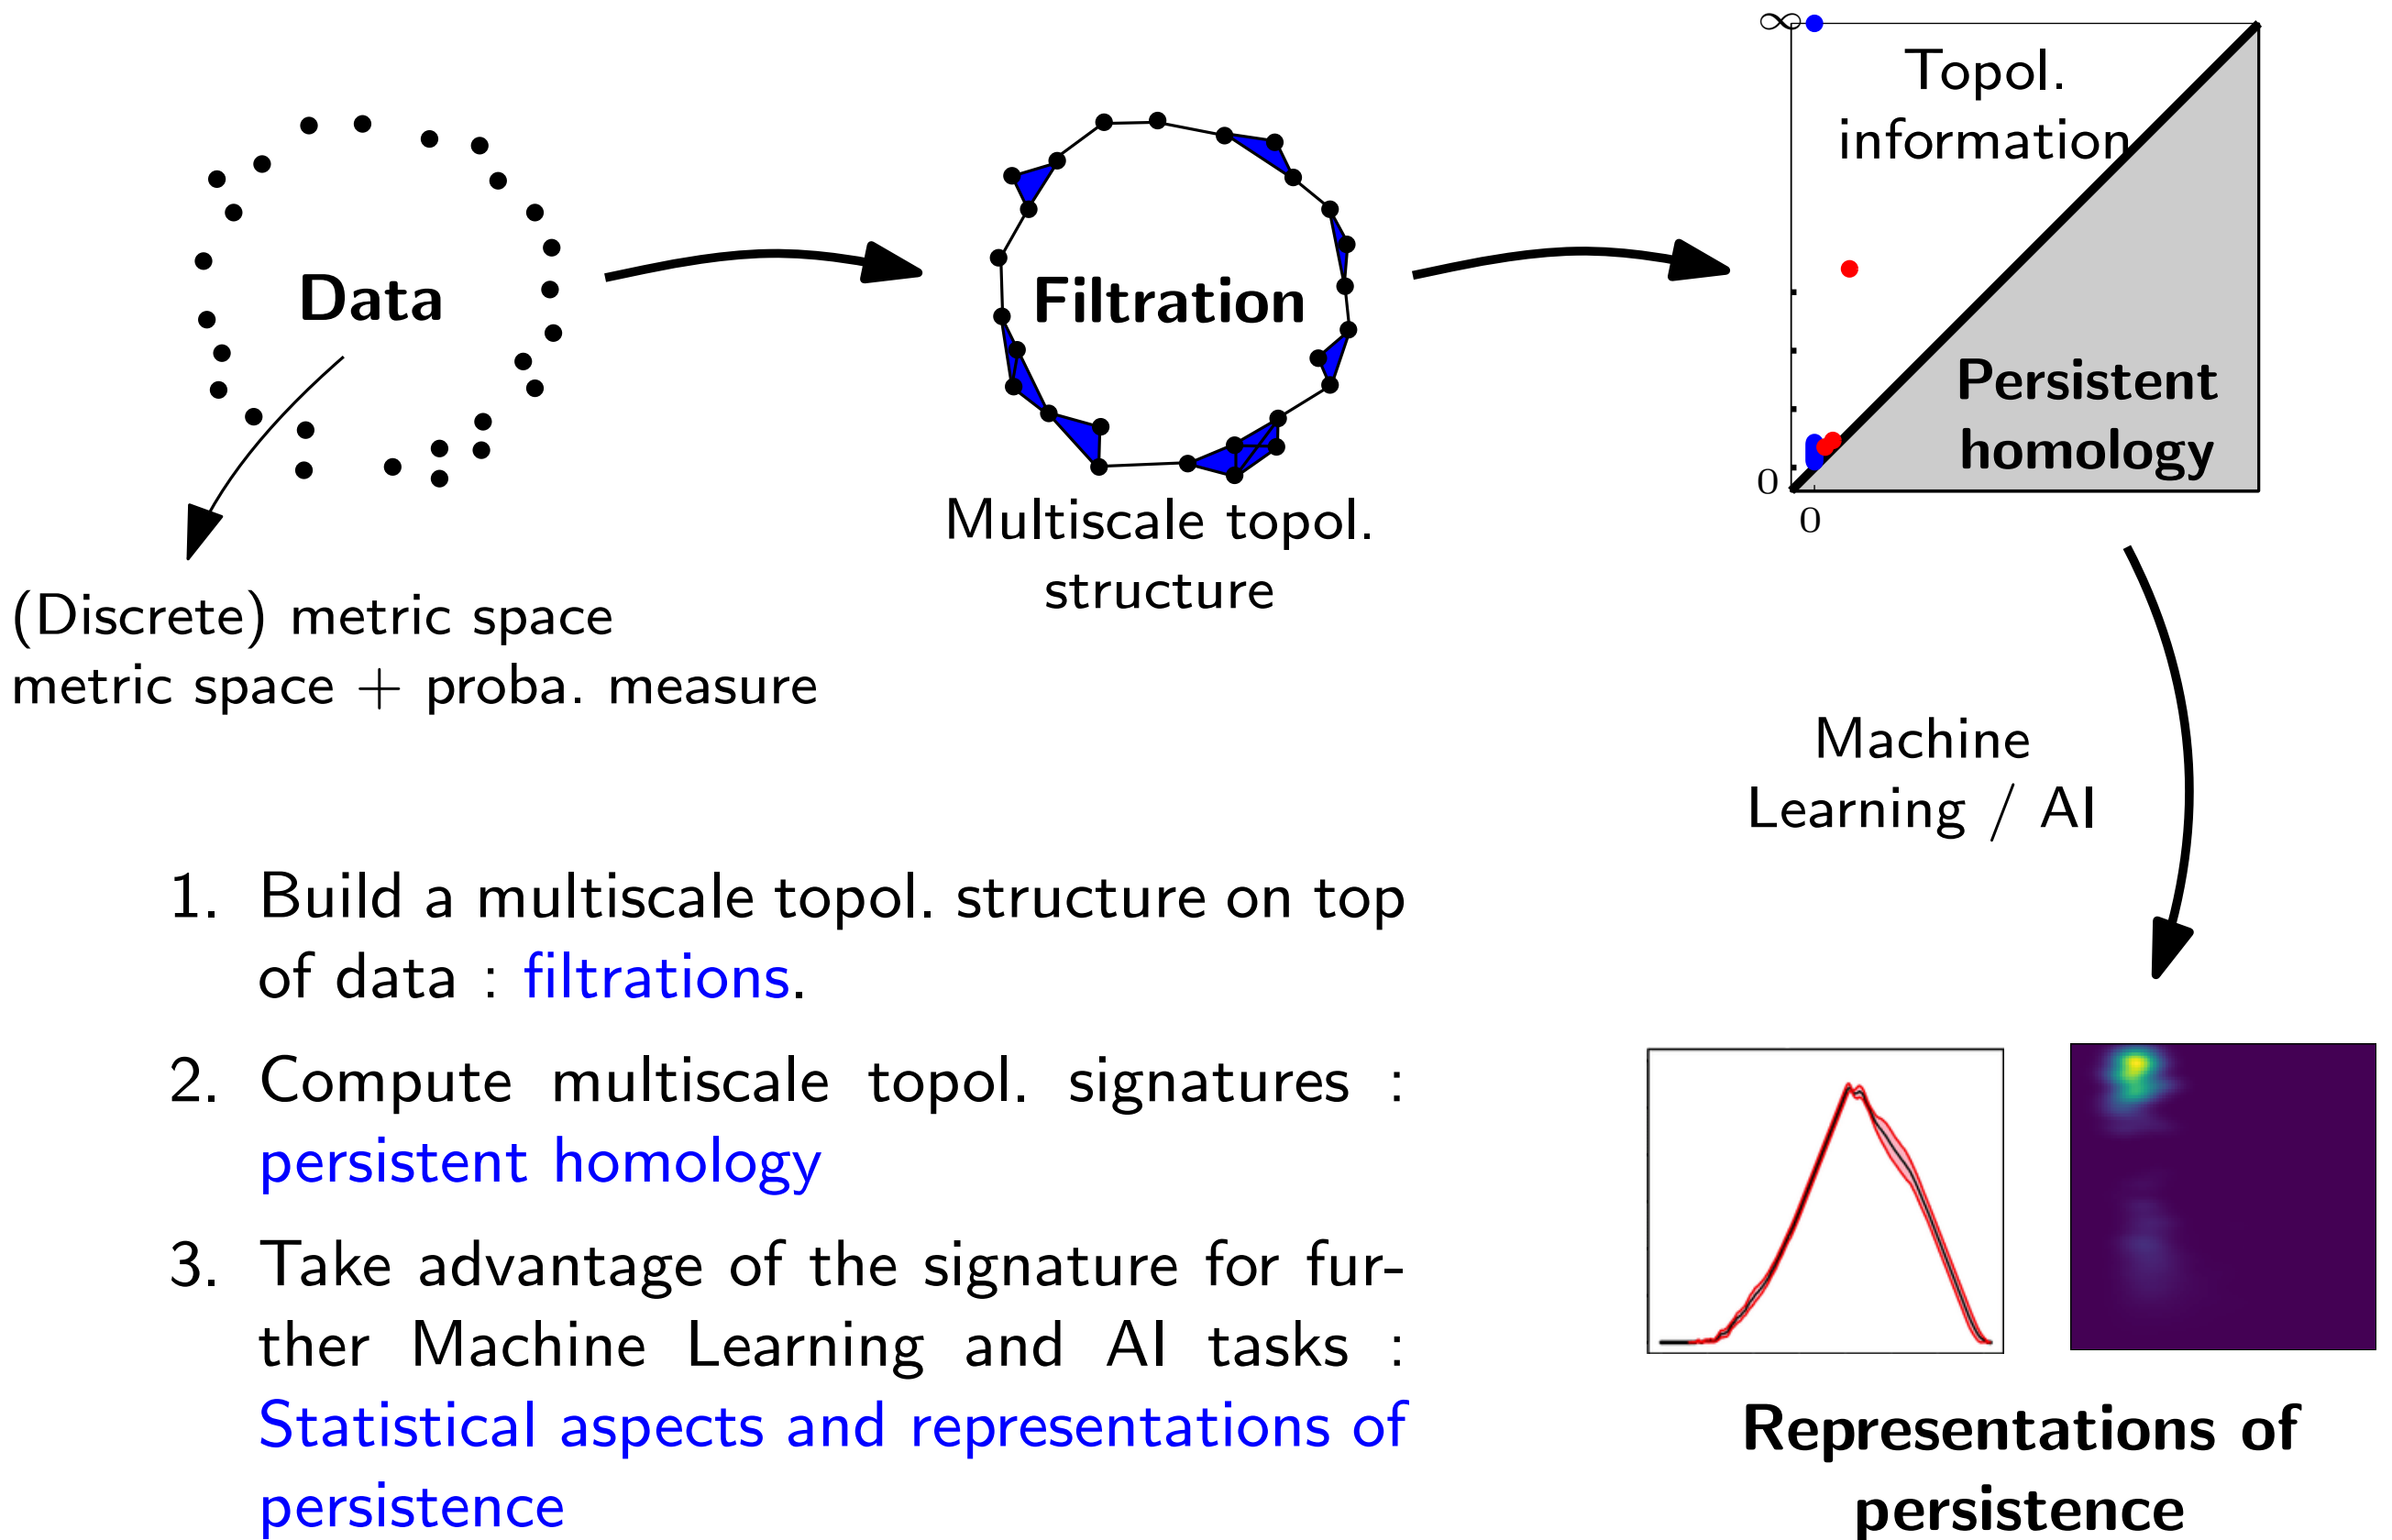 Data
(Discrete) metric space
metric space + proba. measure
Filtration
Multiscale topol.
structure
∞
Topol.
information
Persistent
homology
0
0
Machine
Learning / AI
1. Build a multiscale topol. structure on top
of data : filtrations.
2. Compute multiscale topol. signatures :
persistent homology
3. Take advantage of the signature for fur-
ther Machine Learning and AI tasks :
Statistical aspects and representations of
persistence
Representations of
persistence